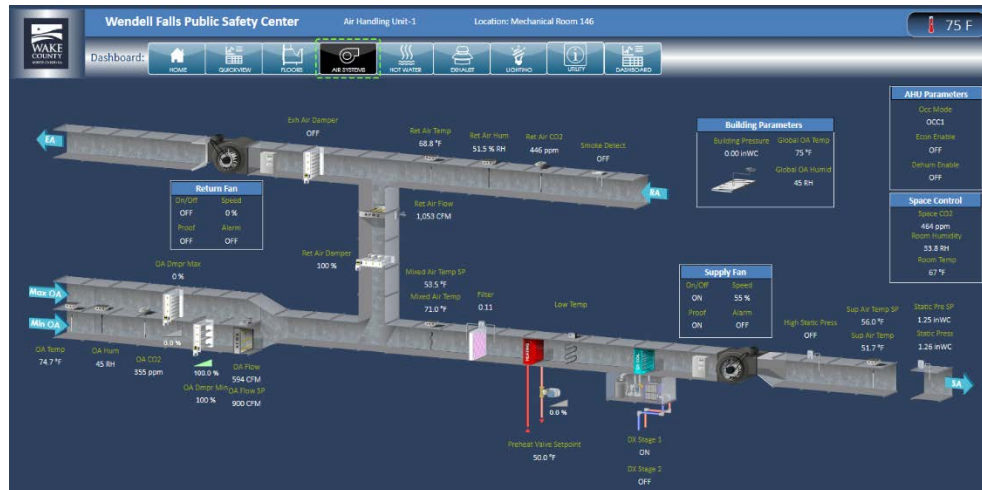 Wendell Falls Public Safety Center
Air Handling Unit-1
Location: Mechanical Room 146
75 F
WAKE
COUNTY
Dashboard:
HOME
QUICKVIEW
FLOORS
AIR SYSTEMS
HOT WATER
EXHAUST
LIGHTING
UTILITY
DASHBOARD
AHU Parameters
Occ Mode
OCC1
Econ Enable
OFF
Dehum Enable
OFF
Space Control
Space CO2
464 ppm
Room Humidity
33.8 RH
Room Temp
67 °F
Building Parameters
Building Pressure
0.00 inWC
Global OA Temp
75 °F
Global OA Humid
45 RH
EA
Exh Air Damper
OFF
Ret Air Temp
68.8 °F
Ret Air Hum
51.5 % RH
Ret Air CO2
446 ppm
Smoke Detect
OFF
RA
Return Fan
On/Off Speed
OFF 0 %
Proof Alarm
OFF OFF
Ret Air Flow
1,053 CFM
Ret Air Damper
100 %
OA Dmpr Max
0 %
Max OA
Min OA
OA Temp
74.7 °F
OA Hum
45 RH
OA CO2
355 ppm
0.0 %
100.0 %
OA Dmpr Min
100 %
OA Flow
594 CFM
OA Flow SP
900 CFM
Mixed Air Temp SP
53.5 °F
Mixed Air Temp
71.0 °F
Filter
0.11
Low Temp
HEATING
0.0 %
Preheat Valve Setpoint
50.0 °F
DX COIL
DX Stage 1
ON
DX Stage 2
OFF
Supply Fan
On/Off Speed
ON 55 %
Proof Alarm
ON OFF
High Static Press
OFF
Sup Air Temp SP
56.0 °F
Sup Air Temp
51.7 °F
Static Pre SP
1.25 inWC
Static Press
1.26 inWC
SA